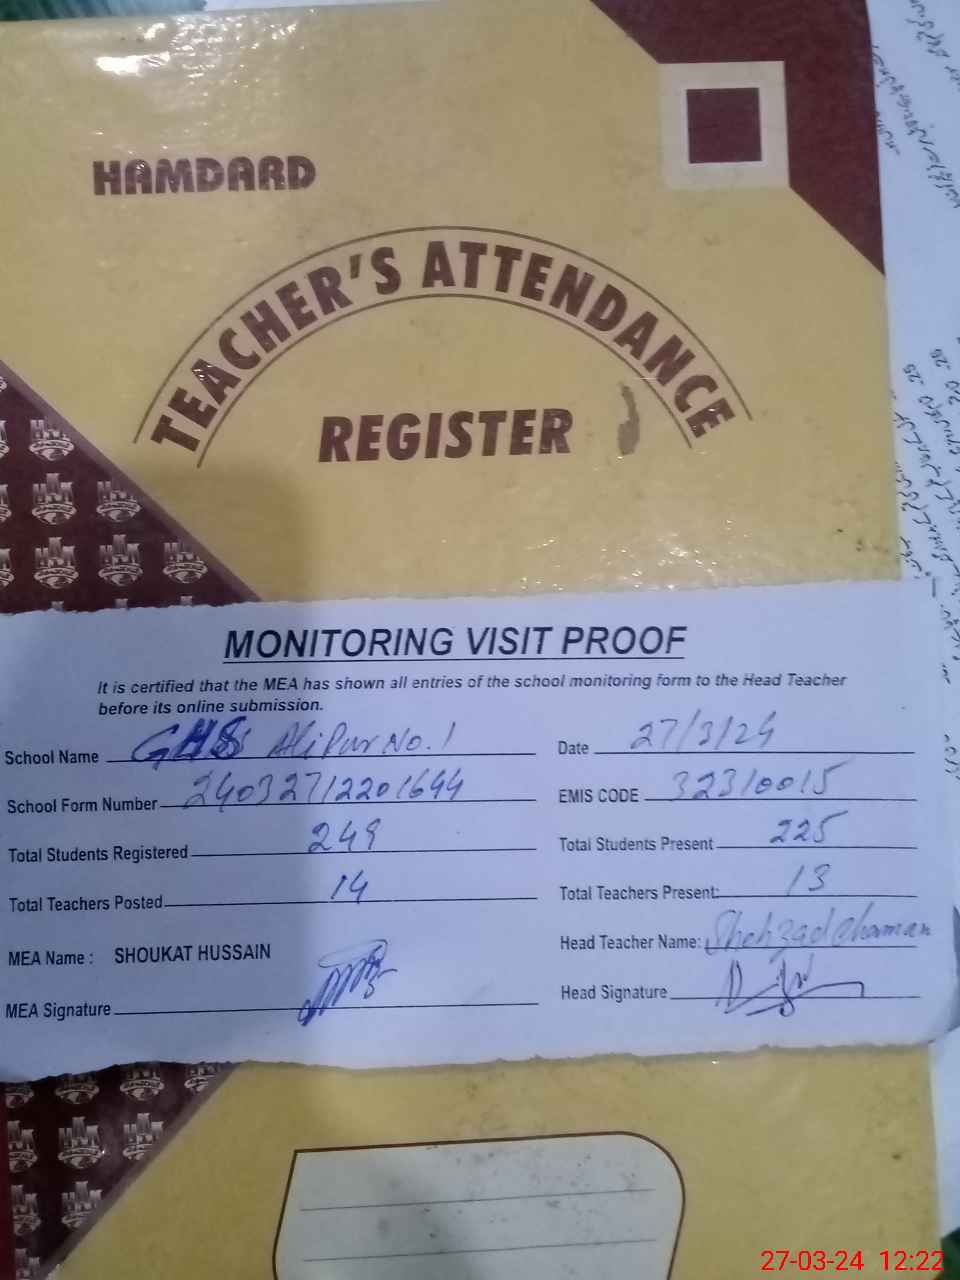 HAMDARD
TEACHER'S ATTENDANCE
REGISTER
MONITORING VISIT PROOF
It is certified that the MEA has shown all entries of the school monitoring form to the Head Teacher
before its online submission.
School Name GHS Alipur No. 1 Date 27/3/24
School Form Number 24032712201644 EMIS CODE 32310015
Total Students Registered 249 Total Students Present 225
Total Teachers Posted 14 Total Teachers Present: 13
MEA Name : SHOUKAT HUSSAIN Head Teacher Name: Shehzad
MEA Signature Head Signature
27-03-24 12:22